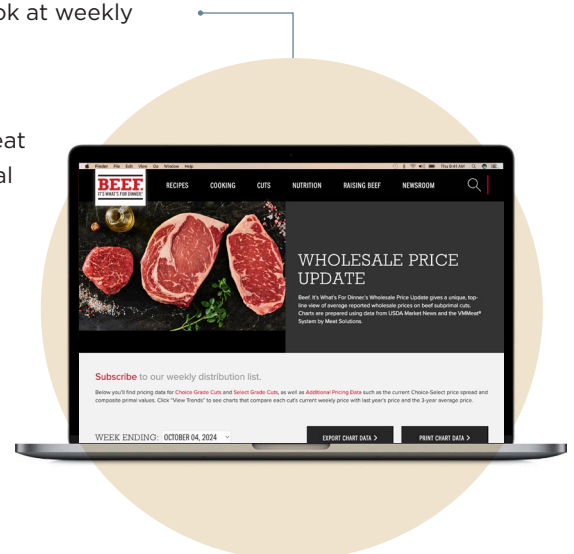 ok at weekly
eat
al
Finder File Edit View Go Window Help
Thu 9:41 AM
BEEF.
IT'S WHAT'S FOR DINNER.
RECIPES COOKING CUTS NUTRITION RAISING BEEF NEWSROOM
WHOLESALE PRICE
UPDATE
Beef. It's What's For Dinner.'s Wholesale Price Update gives a unique, top-
line view of average reported wholesale prices on beef subprimal cuts.
Charts are prepared using data from USDA Market News and the VMMeat®
System by Meat Solutions.
Subscribe to our weekly distribution list.
Below you'll find pricing data for Choice Grade Cuts and Select Grade Cuts, as well as Additional Pricing Data such as the current Choice-Select price spread and
composite primal values. Click "View Trends" to see charts that compare each cut's current weekly price with last year's price and the 3-year average price.
WEEK ENDING: OCTOBER 04, 2024
EXPORT CHART DATA >
PRINT CHART DATA >